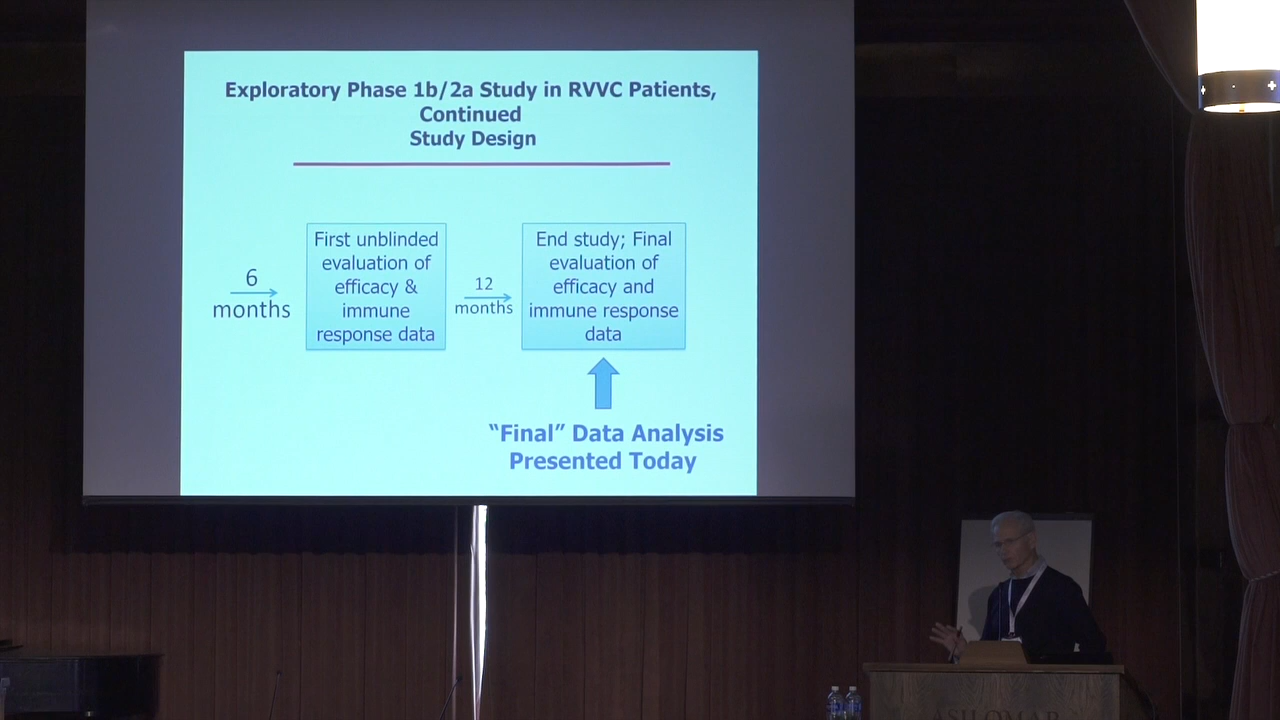 Exploratory Phase 1b/2a Study in RVVC Patients,
Continued
Study Design
6
months
First unblinded
evaluation of
efficacy &
immune
response data
12
months
End study; Final
evaluation of
efficacy and
immune response
data
“Final” Data Analysis
Presented Today
ASILOMAR